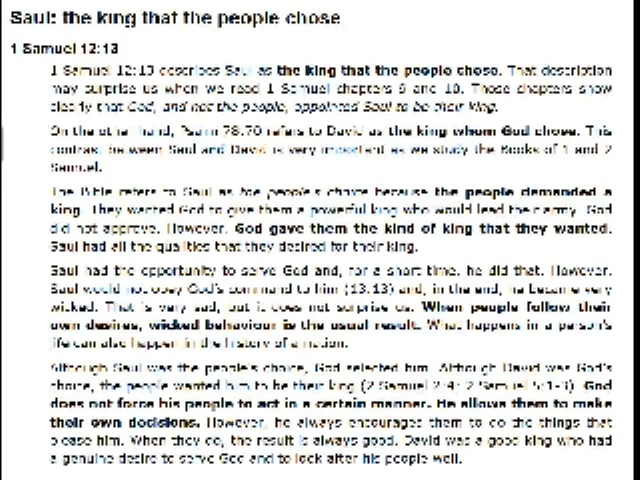 Saul: the king that the people chose
1 Samuel 12:13
1 Samuel 12:13 describes Saul as the king that the people chose. That description
may surprise us when we read 1 Samuel chapters 9 and 10. Those chapters show
clearly that God, and not the people, appointed Saul to be their king.
On the other hand, Psalm 78:70 refers to David as the king whom God chose. This
contrast between Saul and David is very important as we study the Books of 1 and 2
Samuel.
The Bible refers to Saul as the people's choice because the people demanded a
king. They wanted God to give them a powerful king who would lead their army. God
did not approve. However, God gave them the kind of king that they wanted.
Saul had all the qualities that they desired for their king.
Saul had the opportunity to serve God and, for a short time, he did that. However,
Saul would not obey God's command to him (13:13) and, in the end, he became very
wicked. That is very sad, but it does not surprise us. When people follow their
own desires, wicked behaviour is the usual result. What happens in a person's
life can also happen in the history of a nation.
Although Saul was the people's choice, God selected him. Although David was God's
choice, the people wanted him to be their king (2 Samuel 2:4; 2 Samuel 5:1-3). God
does not force his people to act in a certain manner. He allows them to make
their own decisions. However, he always encourages them to do the things that
please him. When they do, the result is always good. David was a good king who had
a genuine desire to serve God and to look after his people well.